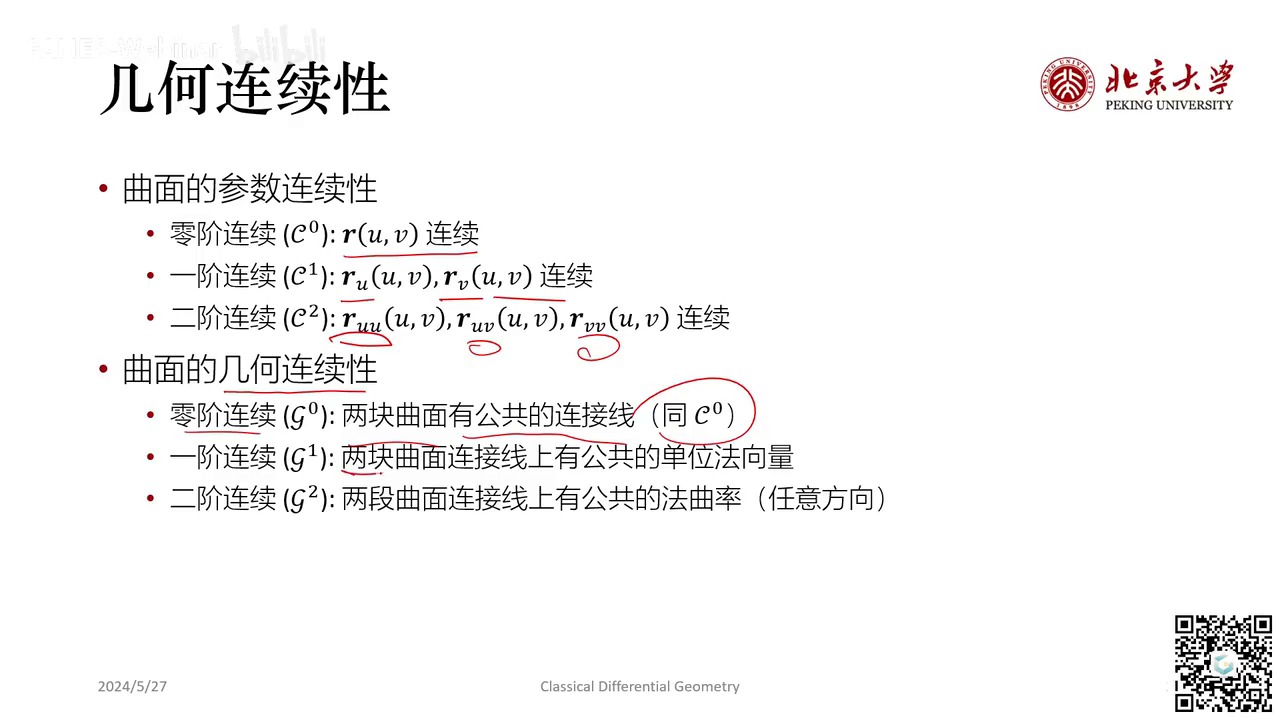 bilibili
几何连续性
北京大学
PEKING UNIVERSITY
• 曲面的参数连续性
• 零阶连续 (𝒞⁰): 𝒓(𝑢, 𝑣) 连续
• 一阶连续 (𝒞¹): 𝒓ᵤ(𝑢, 𝑣), 𝒓ᵥ(𝑢, 𝑣) 连续
• 二阶连续 (𝒞²): 𝒓ᵤᵤ(𝑢, 𝑣), 𝒓ᵤᵥ(𝑢, 𝑣), 𝒓ᵥᵥ(𝑢, 𝑣) 连续
• 曲面的几何连续性
• 零阶连续 (𝒢⁰): 两块曲面有公共的连接线（同 𝒞⁰）
• 一阶连续 (𝒢¹): 两块曲面连接线上有公共的单位法向量
• 二阶连续 (𝒢²): 两段曲面连接线上有公共的法曲率（任意方向）
2024/5/27
Classical Differential Geometry